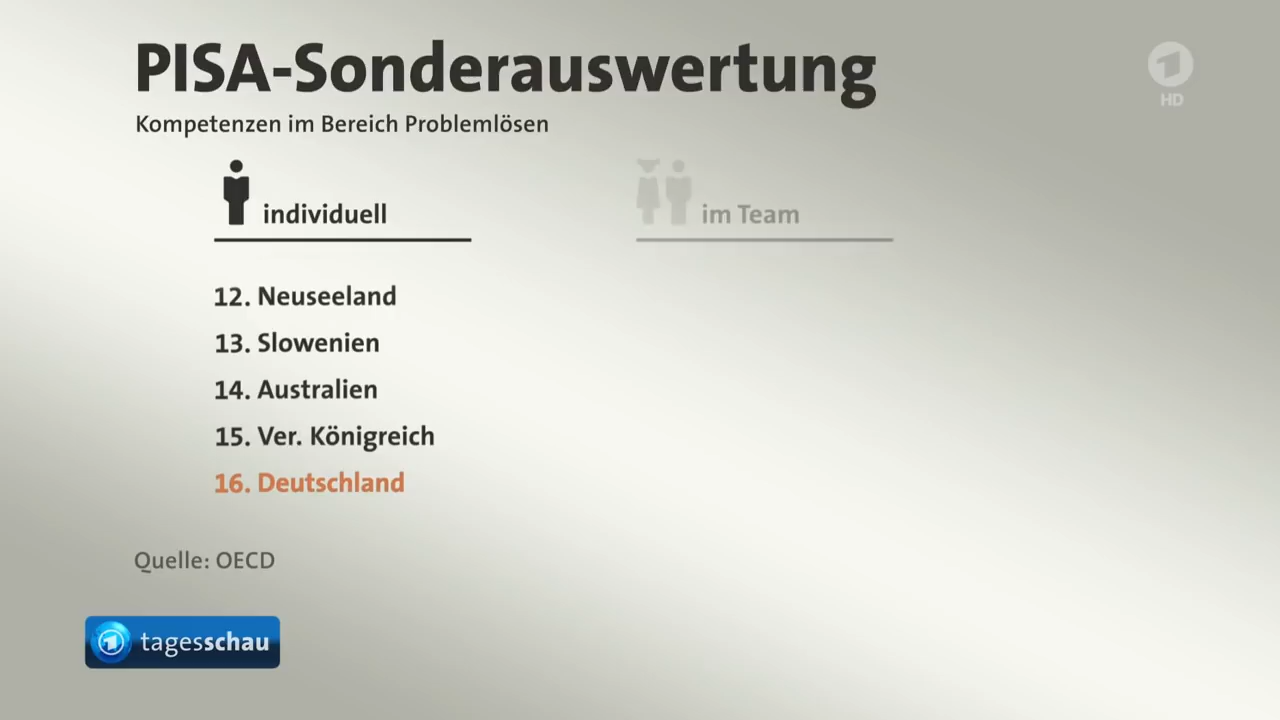 PISA-Sonderauswertung
Kompetenzen im Bereich Problemlösen
individuell
im Team
12. Neuseeland
13. Slowenien
14. Australien
15. Ver. Königreich
16. Deutschland
Quelle: OECD
tagesschau
1
HD